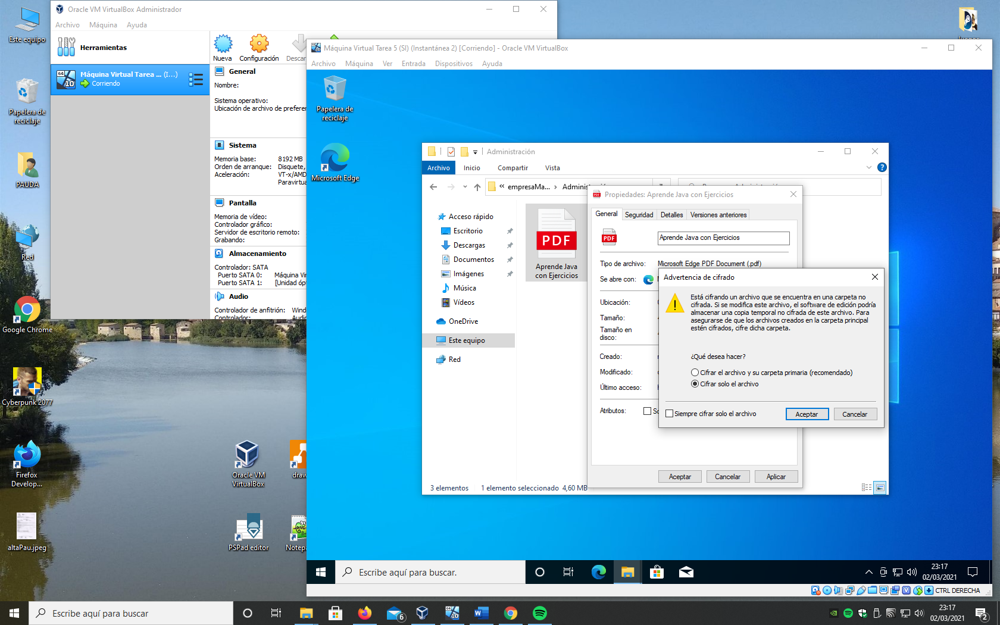 Este equipo
Papelera de
reciclaje
PAUDA
Red
Google Chrome
Cyberpunk 2077
Firefox
Develop...
altaPau.jpeg
Oracle VM
VirtualBox
draw
PSPad editor
Notep
Oracle VM VirtualBox Administrador
Archivo Máquina Ayuda
Herramientas
Nueva Configuración Descar
64
10
Máquina Virtual Tarea ... (I...)
Corriendo
General
Nombre:
Sistema operativo:
Ubicación de archivo de preferen
Sistema
Memoria base: 8192 MB
Orden de arranque: Disquete,
Aceleración: VT-x/AMD
Paravirtua
Pantalla
Memoria de vídeo:
Controlador gráfico:
Servidor de escritorio remoto:
Grabando:
Almacenamiento
Controlador: SATA
Puerto SATA 0: Máquina Vir
Puerto SATA 1: [Unidad óp
Audio
Controlador de anfitrión: Wind
Controlador: Audio
Máquina Virtual Tarea 5 (SI) (Instantánea 2) [Corriendo] - Oracle VM VirtualBox
Archivo Máquina Ver Entrada Dispositivos Ayuda
Papelera de
reciclaje
Microsoft Edge
Administración
Archivo Inicio Compartir Vista
« empresaMa... › Administración
Acceso rápido
Escritorio
Descargas
Documentos
Imágenes
Música
Vídeos
OneDrive
Este equipo
Red
PDF
Aprende Java
con Ejercicios
3 elementos 1 elemento seleccionado 4,60 MB
PDF Propiedades: Aprende Java con Ejercicios
General Seguridad Detalles Versiones anteriores
PDF Aprende Java con Ejercicios
Tipo de archivo: Microsoft Edge PDF Document (.pdf)
Se abre con:
Ubicación:
Tamaño:
Tamaño en
disco:
Creado:
Modificado:
Último acceso:
Atributos: So
Aceptar Cancelar Aplicar
Advertencia de cifrado
Está cifrando un archivo que se encuentra en una carpeta no
cifrada. Si se modifica este archivo, el software de edición podría
almacenar una copia temporal no cifrada de este archivo. Para
asegurarse de que los archivos creados en la carpeta principal
estén cifrados, cifre dicha carpeta.
¿Qué desea hacer?
Cifrar el archivo y su carpeta primaria (recomendado)
Cifrar solo el archivo
Siempre cifrar solo el archivo
Aceptar Cancelar
Escribe aquí para buscar.
23:17
02/03/2021
CTRL DERECHA
Escribe aquí para buscar
6
64
10
23:17
02/03/2021
2